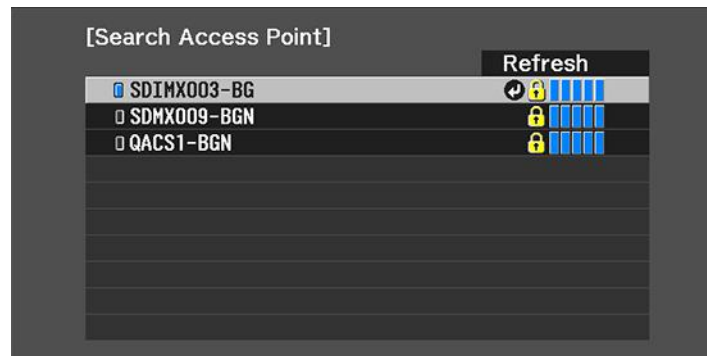 [Search Access Point]
Refresh
SDIMX003-BG
SDMX009-BGN
QACS1-BGN